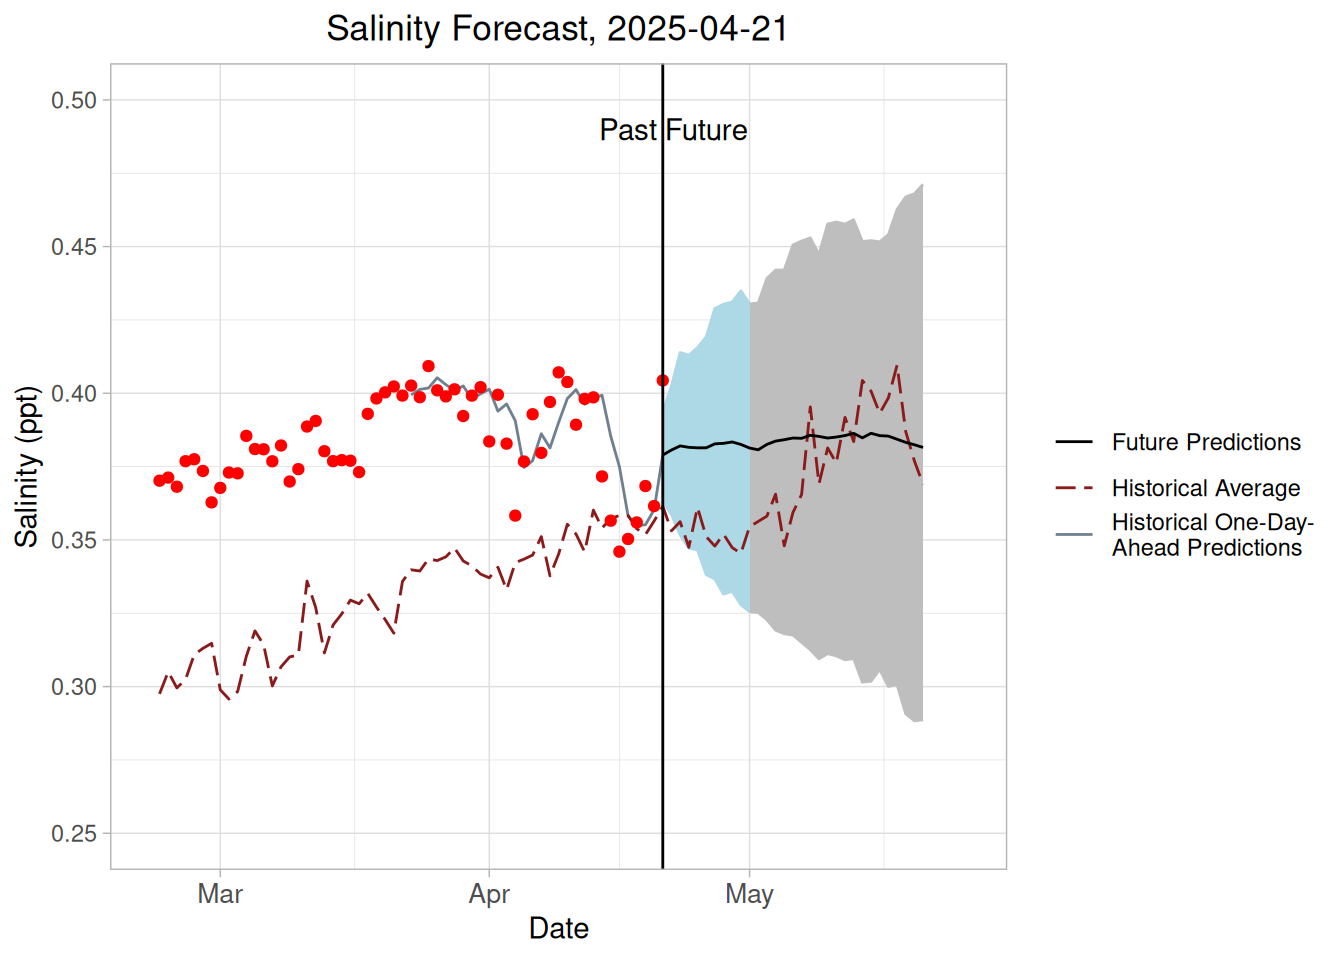 Salinity Forecast, 2025-04-21
Past Future
0.50
0.45
0.40
0.35
0.30
0.25
Salinity (ppt)
Mar Apr May
Date
Future Predictions
Historical Average
Historical One-Day-
Ahead Predictions